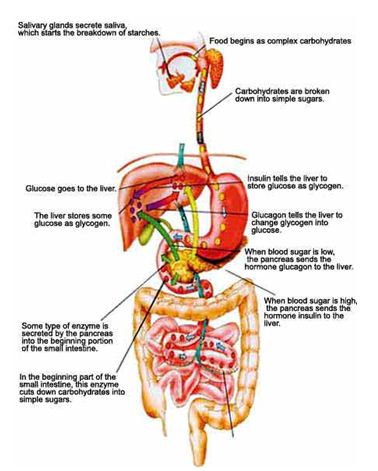 Salivary glands secrete saliva,
which starts the breakdown of starches.
Food begins as complex carbohydrates
Carbohydrates are broken
down into simple sugars.
Insulin tells the liver to
store glucose as glycogen.
Glucose goes to the liver.
The liver stores some
glucose as glycogen.
Glucagon tells the liver to
change glycogen into
glucose.
When blood sugar is low,
the pancreas sends the
hormone glucagon to the liver.
When blood sugar is high,
the pancreas sends the
hormone insulin to the
liver.
Some type of enzyme is
secreted by the pancreas
into the beginning portion
of the small intestine.
In the beginning part of the
small intestine, this enzyme
cuts down carbohydrates into
simple sugars.